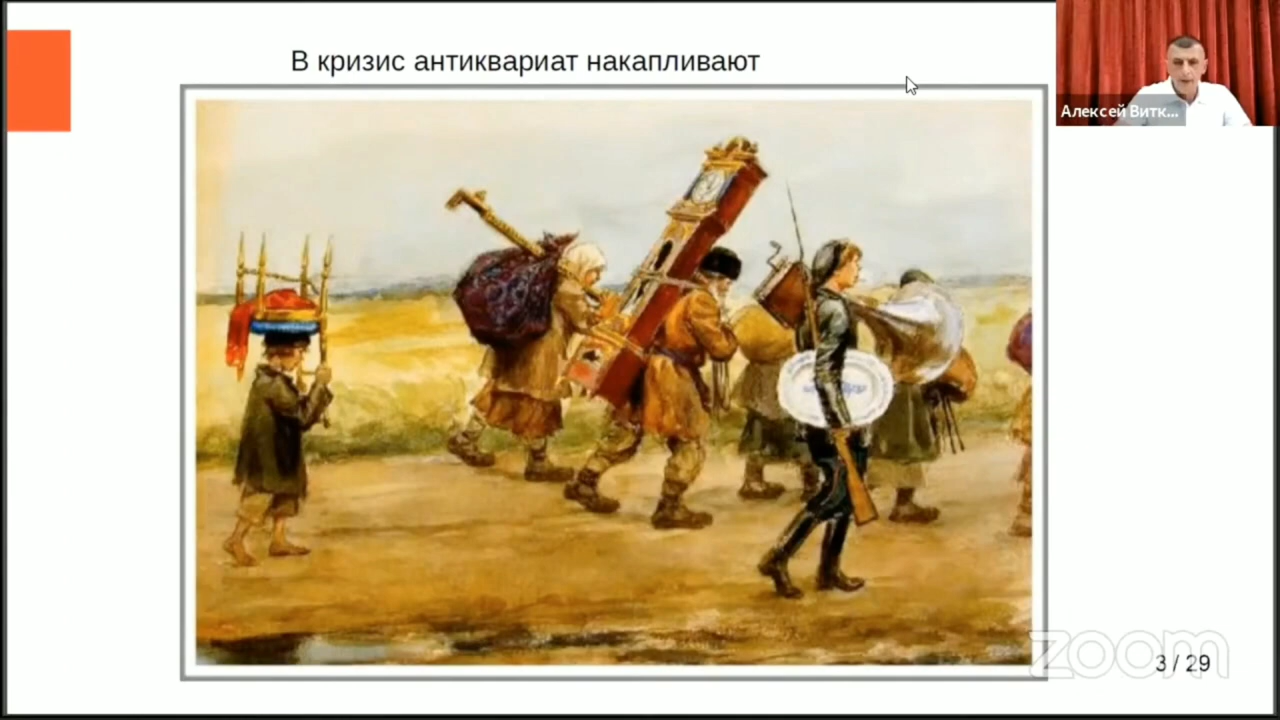 В кризис антиквариат накапливают
Алексей Витк...
zoom
3 / 29